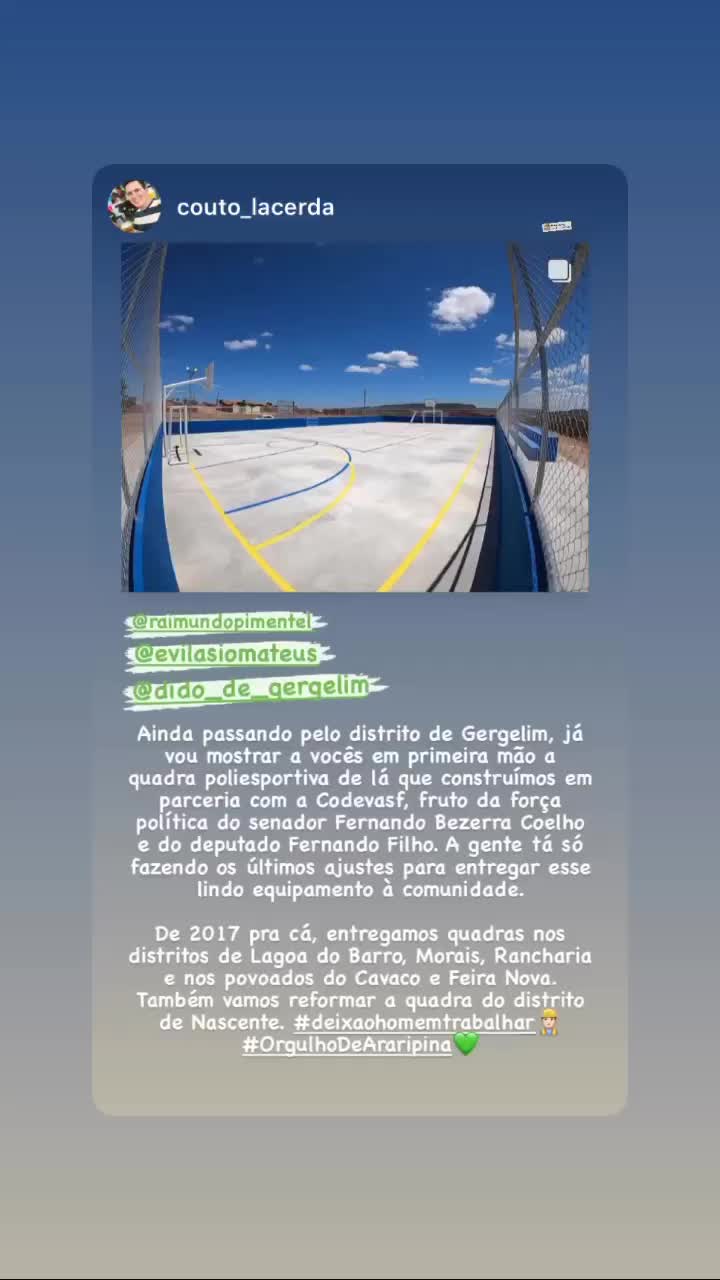 couto_lacerda
@raimundopimentel
@evilasiomateus
@dido_de_gergelim
Ainda passando pelo distrito de Gergelim, já
vou mostrar a vocês em primeira mão a
quadra poliesportiva de lá que construímos em
parceria com a Codevasf, fruto da força
política do senador Fernando Bezerra Coelho
e do deputado Fernando Filho. A gente tá só
fazendo os últimos ajustes para entregar esse
lindo equipamento à comunidade.
De 2017 pra cá, entregamos quadras nos
distritos de Lagoa do Barro, Morais, Rancharia
e nos povoados do Cavaco e Feira Nova.
Também vamos reformar a quadra do distrito
de Nascente. #deixaohomemtrabalhar👷🏼
#OrgulhoDeAraripina💚